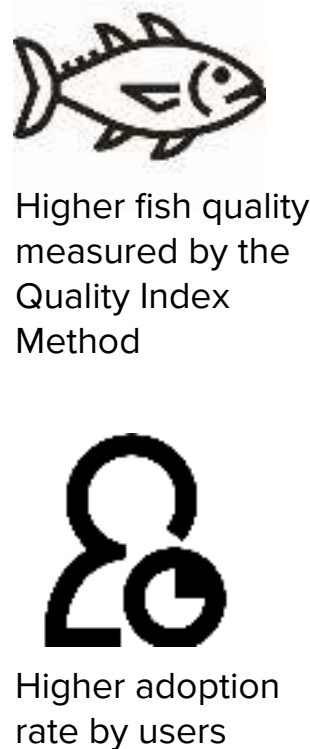 Higher fish quality
measured by the
Quality Index
Method
Higher adoption
rate by users